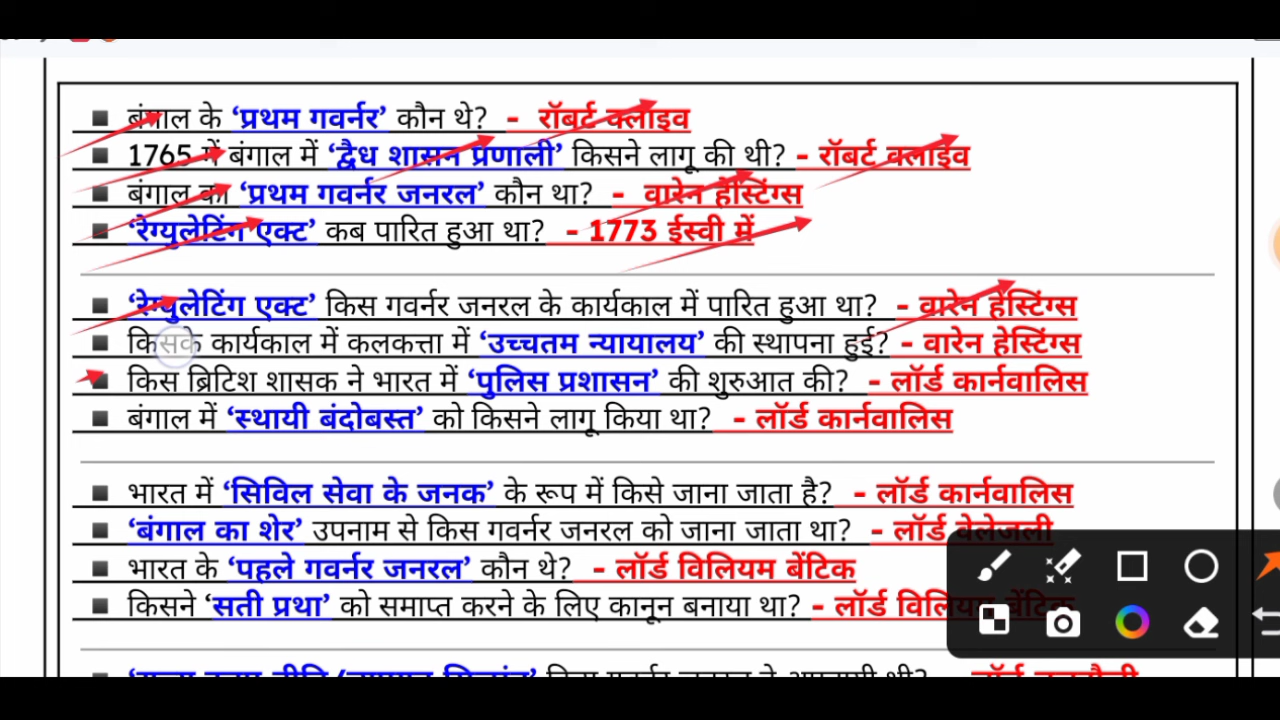 बंगाल के ‘प्रथम गवर्नर’ कौन थे? - रॉबर्ट क्लाइव
1765 में बंगाल में ‘द्वैध शासन प्रणाली’ किसने लागू की थी? - रॉबर्ट क्लाईव
बंगाल का ‘प्रथम गवर्नर जनरल’ कौन था? - वारेन हेस्टिंग्स
‘रेग्युलेटिंग एक्ट’ कब पारित हुआ था? - 1773 ईस्वी में
‘रेग्युलेटिंग एक्ट’ किस गवर्नर जनरल के कार्यकाल में पारित हुआ था? - वारेन हेस्टिंग्स
किसके कार्यकाल में कलकत्ता में ‘उच्चतम न्यायालय’ की स्थापना हुई? - वारेन हेस्टिंग्स
किस ब्रिटिश शासक ने भारत में ‘पुलिस प्रशासन’ की शुरुआत की? - लॉर्ड कार्नवालिस
बंगाल में ‘स्थायी बंदोबस्त’ को किसने लागू किया था? - लॉर्ड कार्नवालिस
भारत में ‘सिविल सेवा के जनक’ के रूप में किसे जाना जाता है? - लॉर्ड कार्नवालिस
‘बंगाल का शेर’ उपनाम से किस गवर्नर जनरल को जाना जाता था? - लॉर्ड वेलेजली
भारत के ‘पहले गवर्नर जनरल’ कौन थे? - लॉर्ड विलियम बेंटिक
किसने ‘सती प्रथा’ को समाप्त करने के लिए कानून बनाया था? - लॉर्ड विलियम बेंटिक